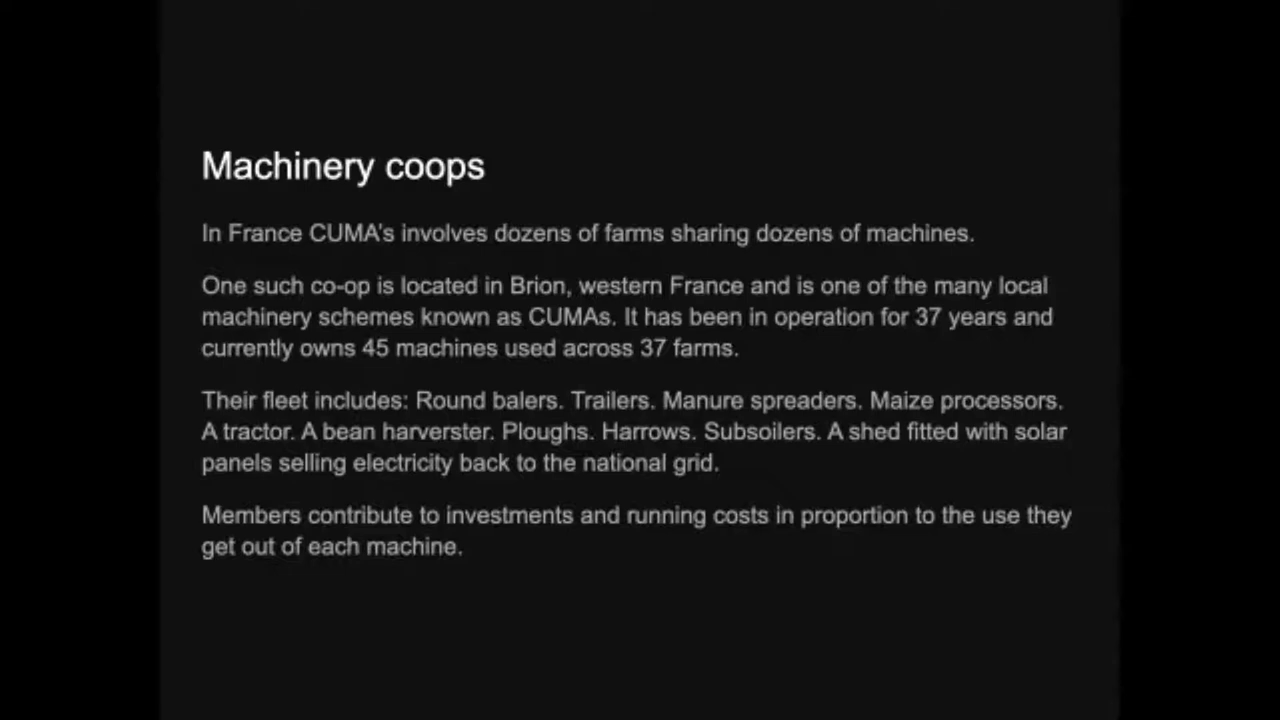 Machinery coops
In France CUMA's involves dozens of farms sharing dozens of machines.
One such co-op is located in Brion, western France and is one of the many local
machinery schemes known as CUMAs. It has been in operation for 37 years and
currently owns 45 machines used across 37 farms.
Their fleet includes: Round balers. Trailers. Manure spreaders. Maize processors.
A tractor. A bean harverster. Ploughs. Harrows. Subsoilers. A shed fitted with solar
panels selling electricity back to the national grid.
Members contribute to investments and running costs in proportion to the use they
get out of each machine.